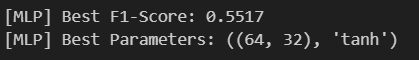 [MLP] Best F1-Score: 0.5517
[MLP] Best Parameters: ((64, 32), 'tanh')